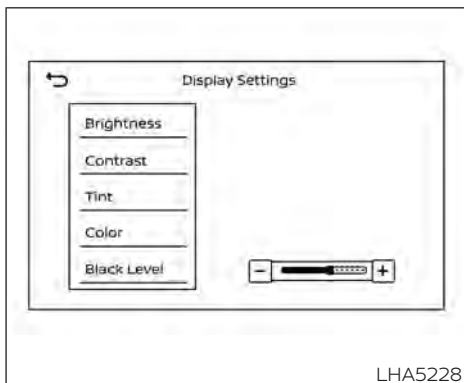 Display Settings
Brightness
Contrast
Tint
Color
Black Level
- +
LHA5228